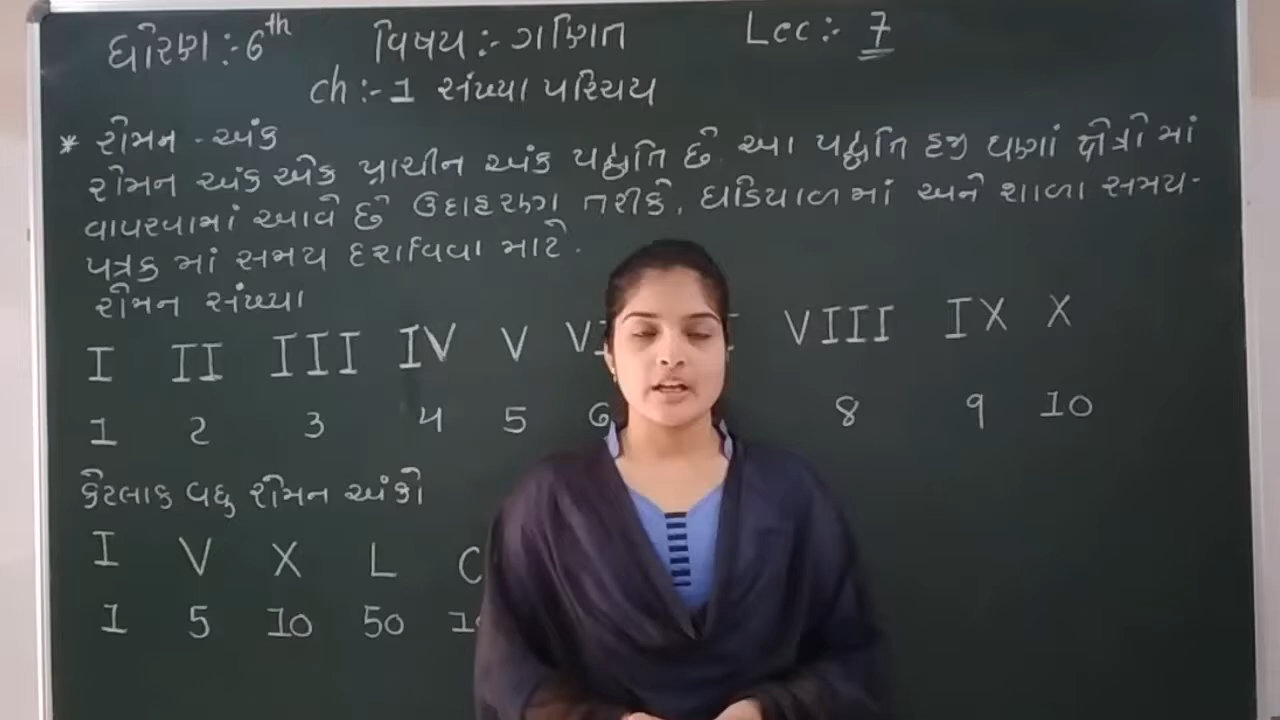 ધોરણ :- 6th વિષય :- ગણિત Lec :- 7
ch :- 1 સંખ્યા પરિચય
* રોમન - અંક
રોમન અંક એક પ્રાચીન અંક પદ્ધતિ છે આ પદ્ધતિ હજી ઘણાં ક્ષેત્રોમાં
વાપરવામાં આવે છે ઉદાહરણ તરીકે, ઘડિયાળમાં અને શાળા સમય-
પત્રક માં સમય દર્શાવવા માટે.
રોમન સંખ્યા
I II III IV V VIII IX X
1 2 3 4 5 6 8 9 10
કેટલાક વધુ રોમન અંકો
I V X L C
1 5 10 50